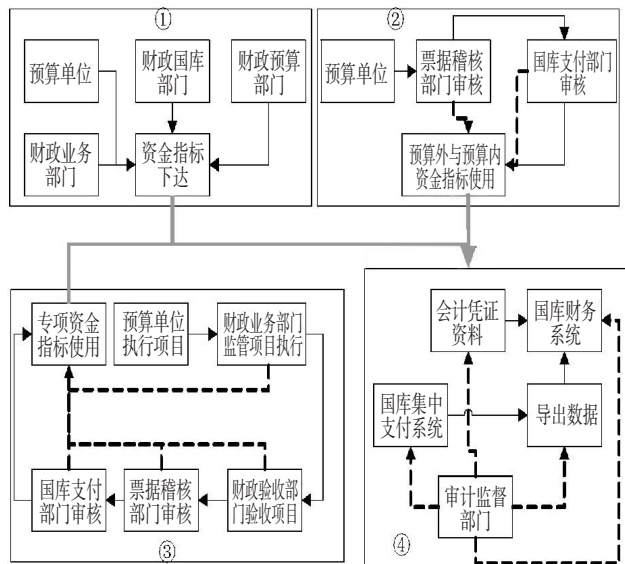 ①
预算单位
财政国库
部门
财政预算
部门
财政业务
部门
资金指标
下达
②
预算单位
票据稽核
部门审核
国库支付部门
审核
预算外与预算内
资金指标使用
专项资金
指标使用
预算单位
执行项目
财政业务部门
监管项目执行
国库支付
部门审核
票据稽核
部门审核
财政验收部
门验收项目
③
会计凭证
资料
国库财务
系统
国库集中
支付系统
导出数据
审计监督
部门
④